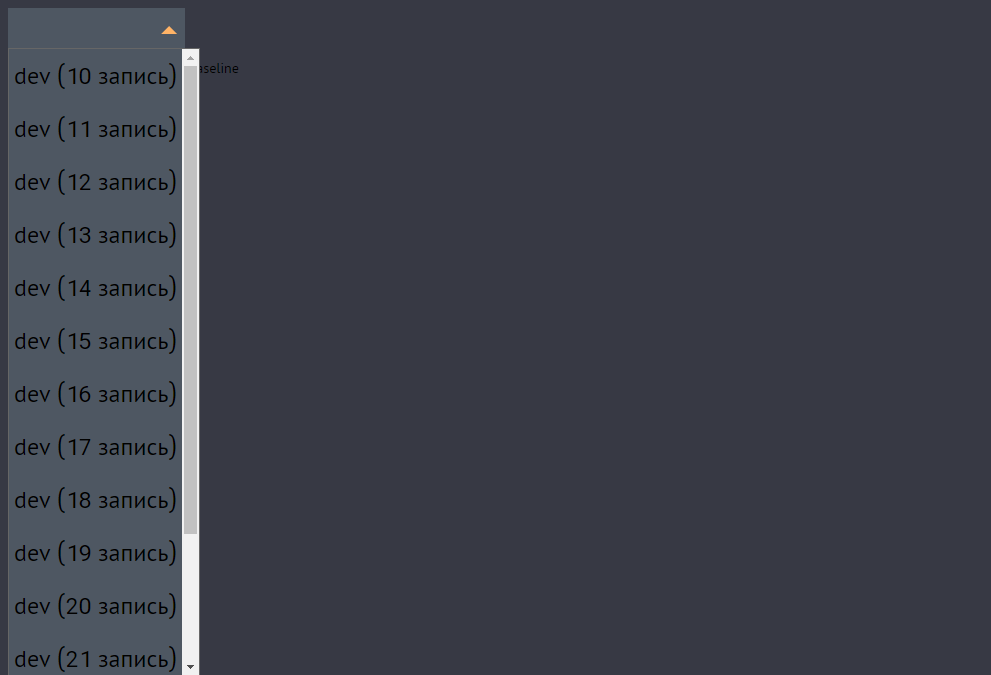 aseline
dev (10 запись)
dev (11 запись)
dev (12 запись)
dev (13 запись)
dev (14 запись)
dev (15 запись)
dev (16 запись)
dev (17 запись)
dev (18 запись)
dev (19 запись)
dev (20 запись)
dev (21 запись)